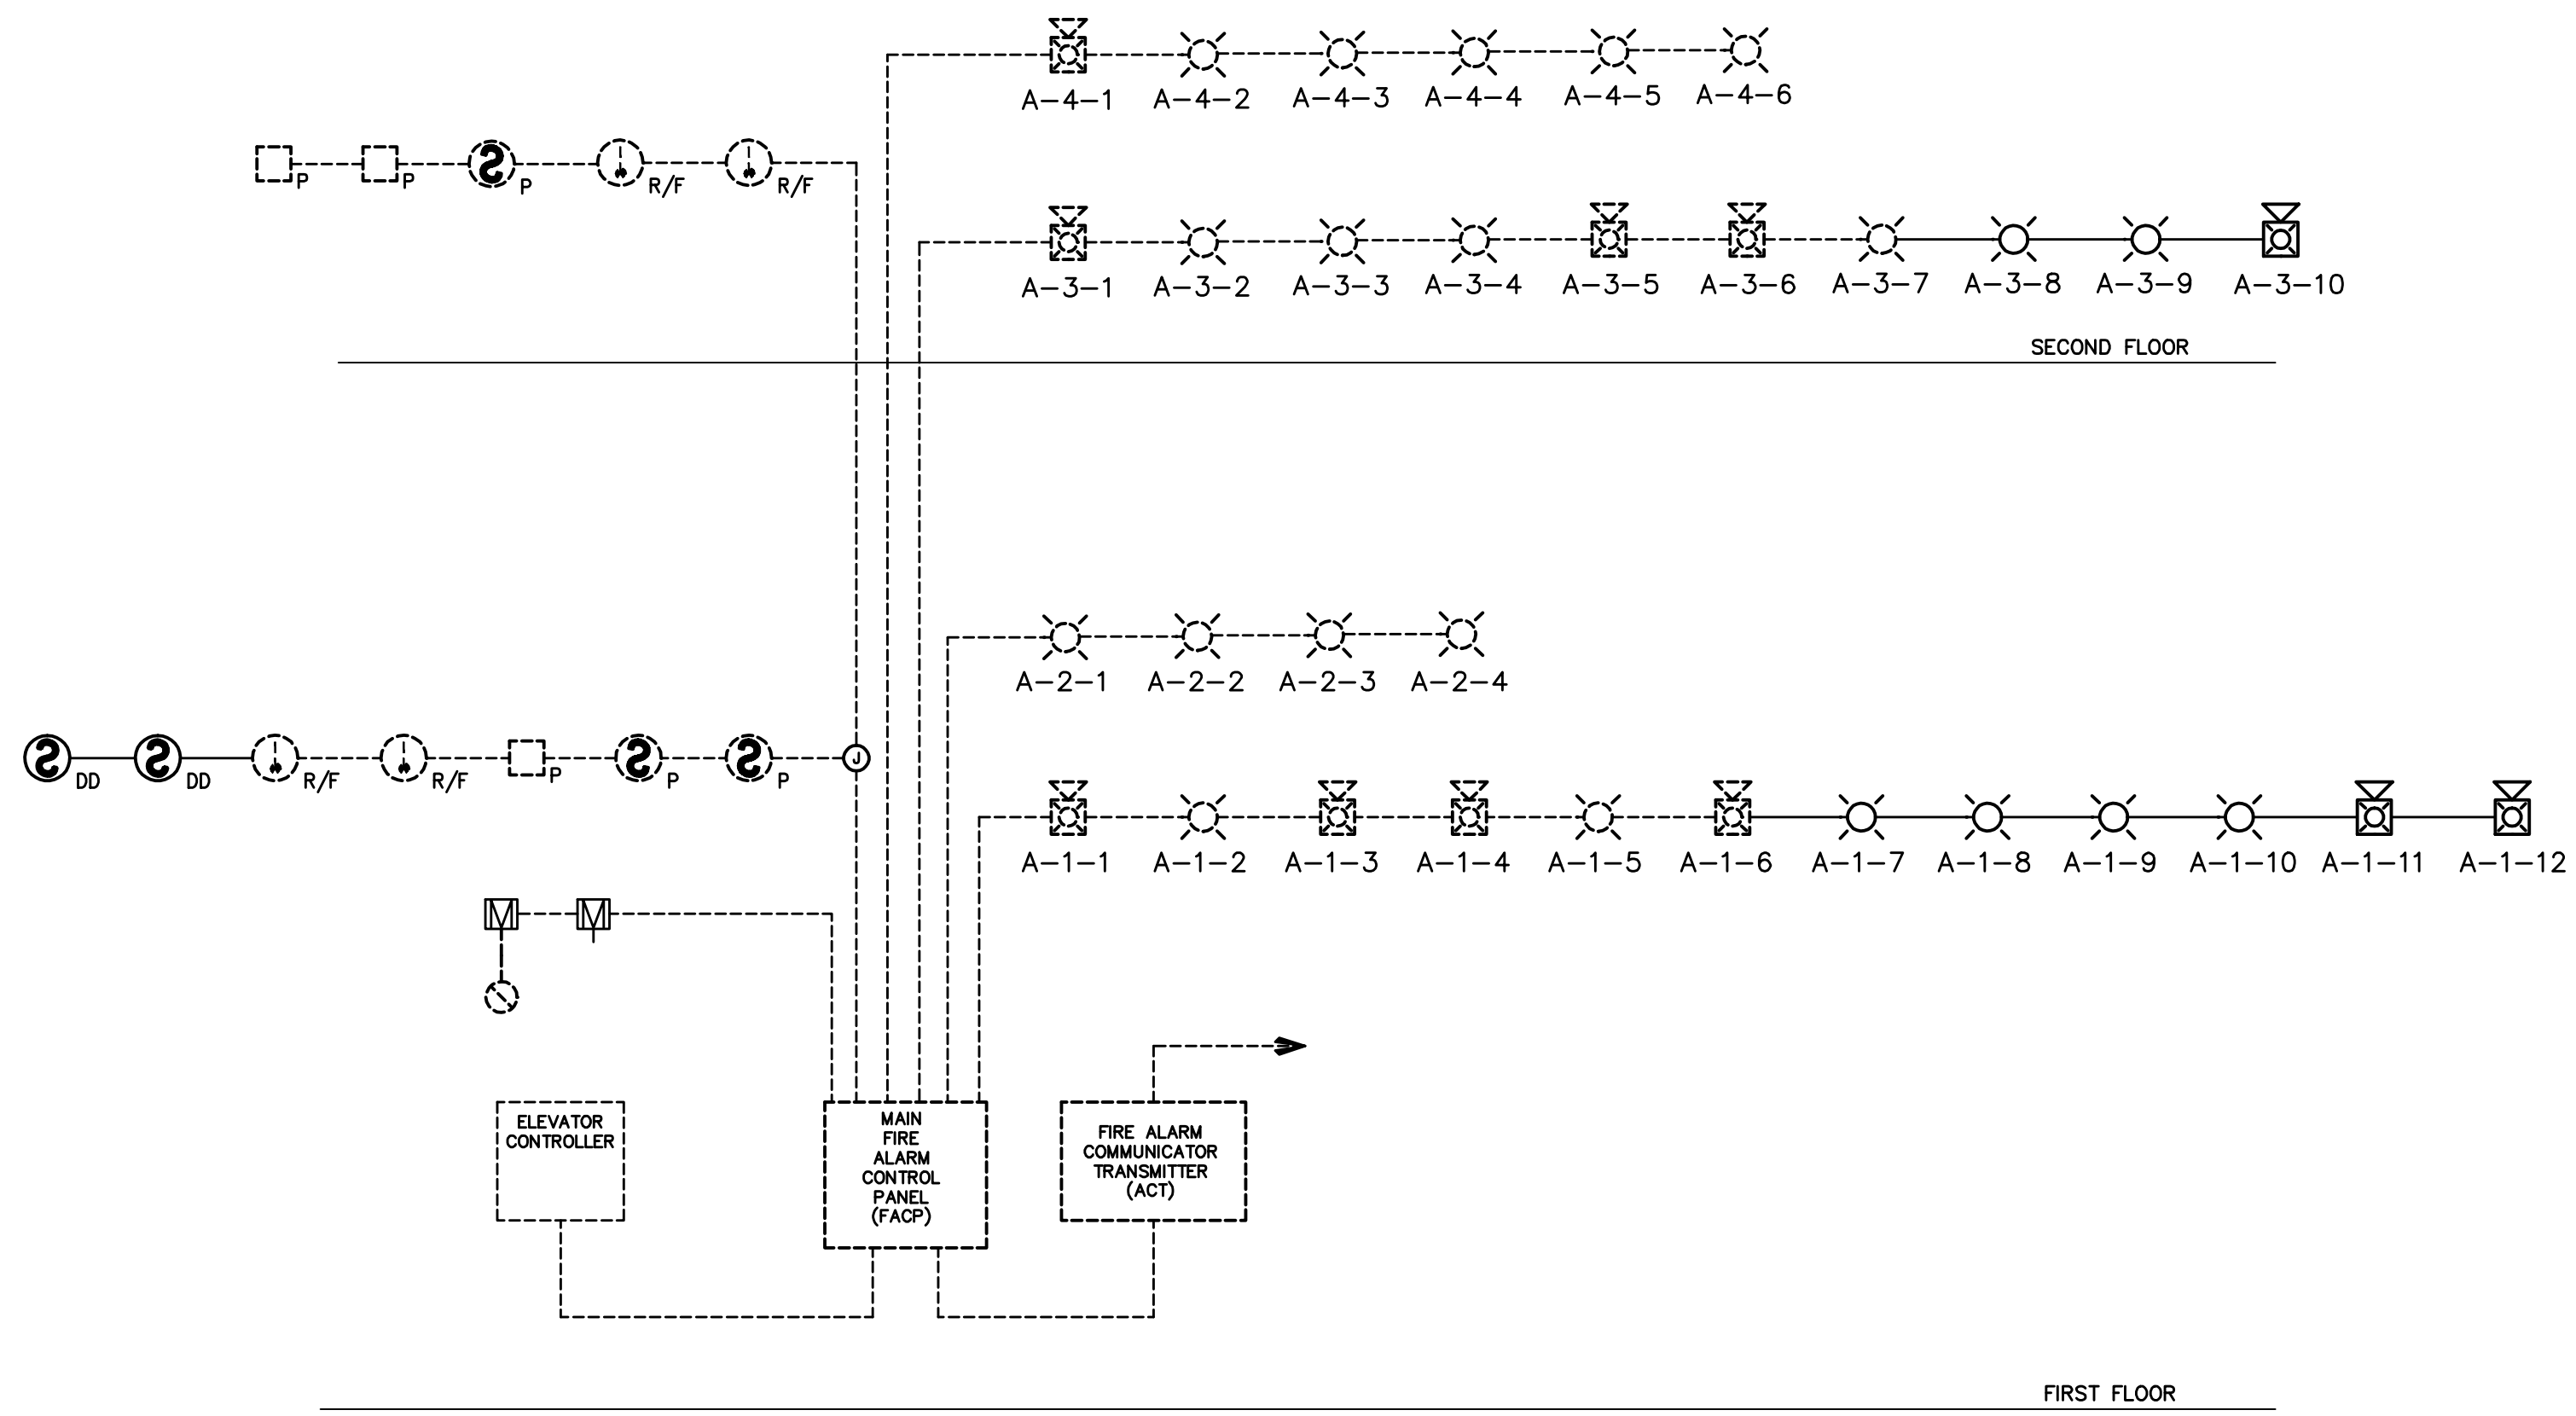 A-4-1 A-4-2 A-4-3 A-4-4 A-4-5 A-4-6
P P P R/F R/F
A-3-1 A-3-2 A-3-3 A-3-4 A-3-5 A-3-6 A-3-7 A-3-8 A-3-9 A-3-10
SECOND FLOOR
A-2-1 A-2-2 A-2-3 A-2-4
J
DD DD R/F R/F P P P
A-1-1 A-1-2 A-1-3 A-1-4 A-1-5 A-1-6 A-1-7 A-1-8 A-1-9 A-1-10 A-1-11 A-1-12
ELEVATOR
CONTROLLER
MAIN
FIRE
ALARM
CONTROL
PANEL
(FACP)
FIRE ALARM
COMMUNICATOR
TRANSMITTER
(ACT)
FIRST FLOOR